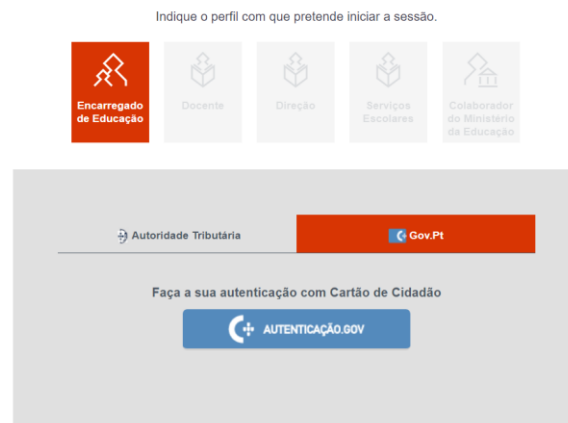 Indique o perfil com que pretende iniciar a sessão.
Encarregado
de Educação
Docente
Direção
Serviços
Escolares
Colaborador
do Ministério
da Educação
Autoridade Tributária
Gov.Pt
Faça a sua autenticação com Cartão de Cidadão
AUTENTICAÇÃO.GOV